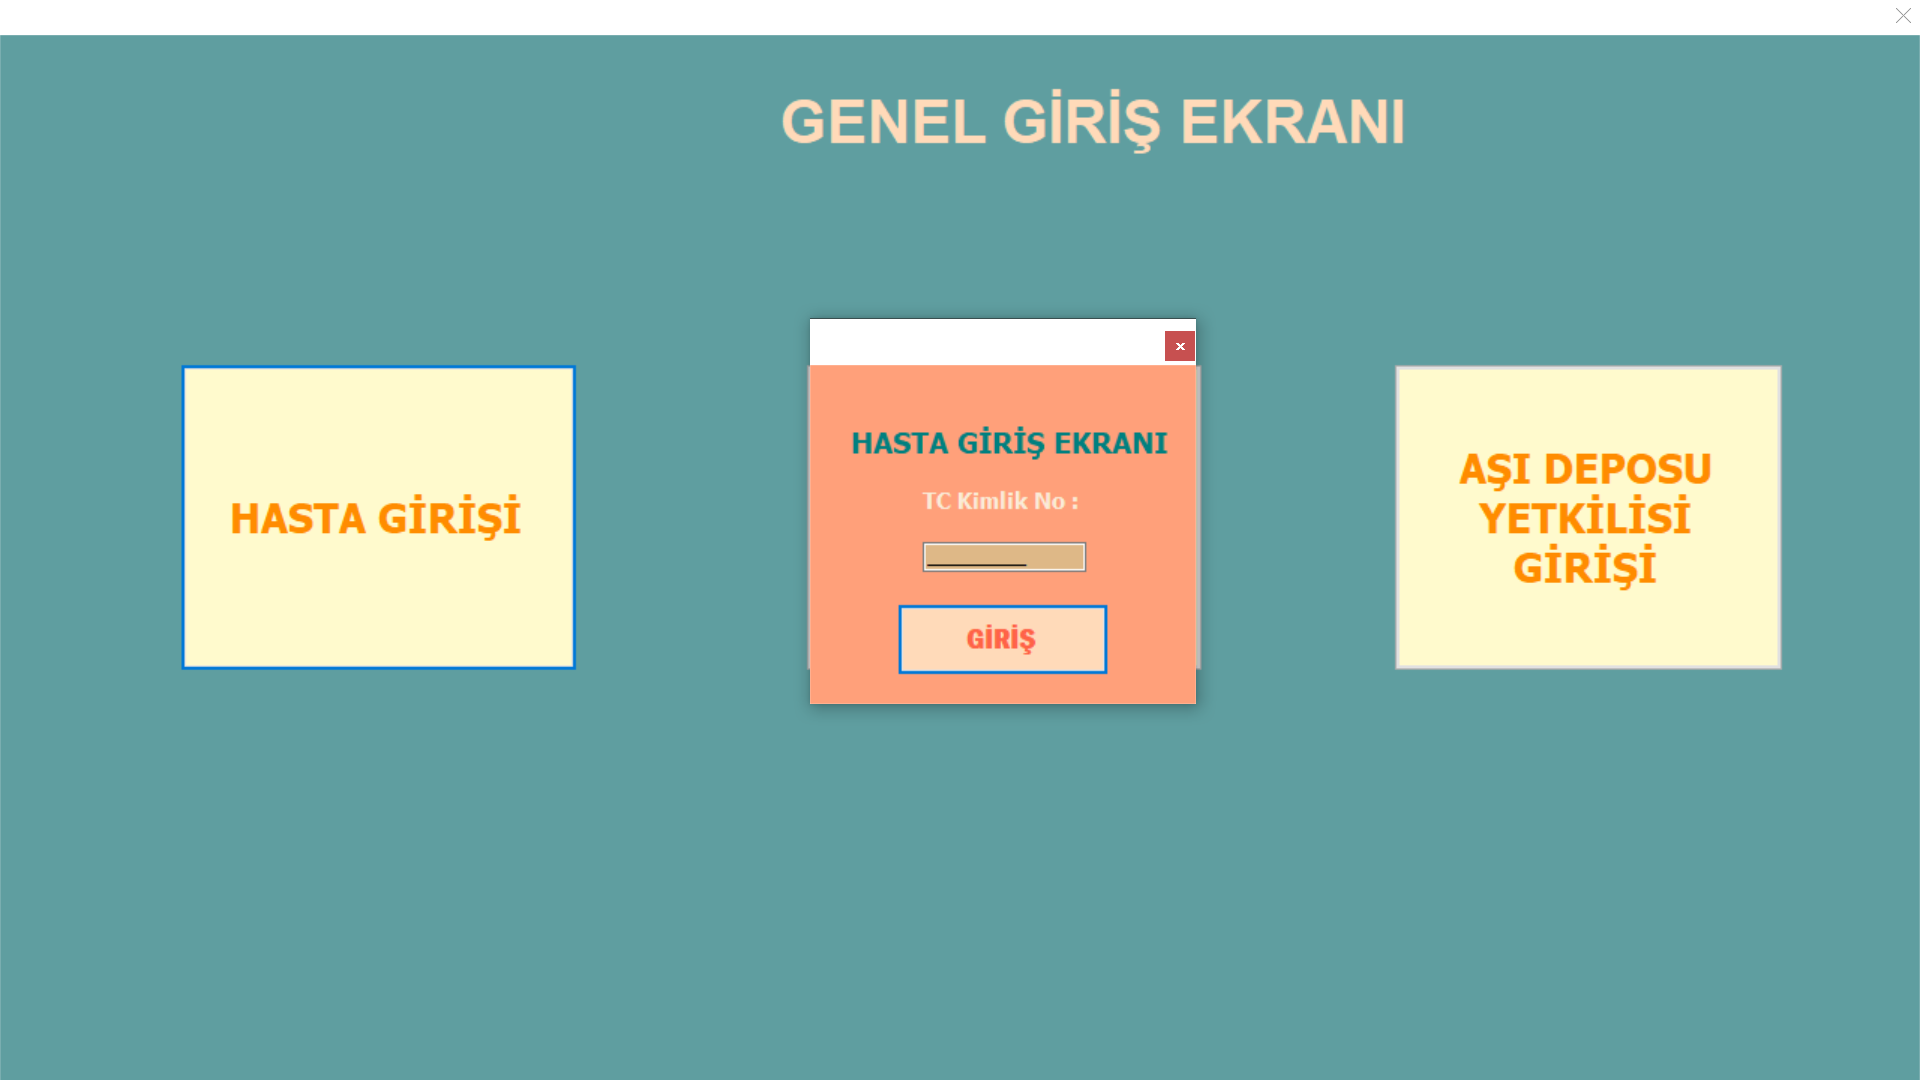 GENEL GİRİŞ EKRANI
HASTA GİRİŞİ
HASTA GİRİŞ EKRANI
TC Kimlik No :
GİRİŞ
AŞI DEPOSU
YETKİLİSİ
GİRİŞİ